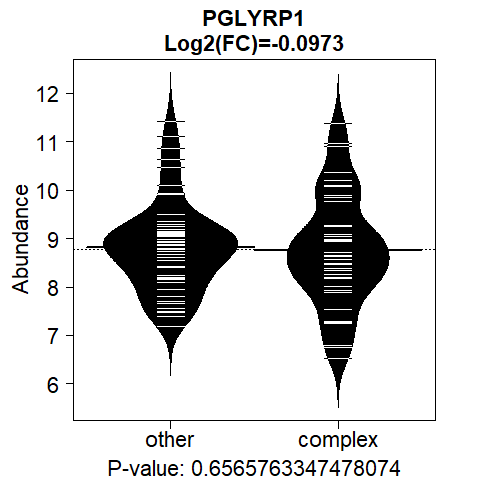 PGLYRP1
Log2(FC)=-0.0973
Abundance
12
11
10
9
8
7
6
other complex
P-value: 0.6565763347478074